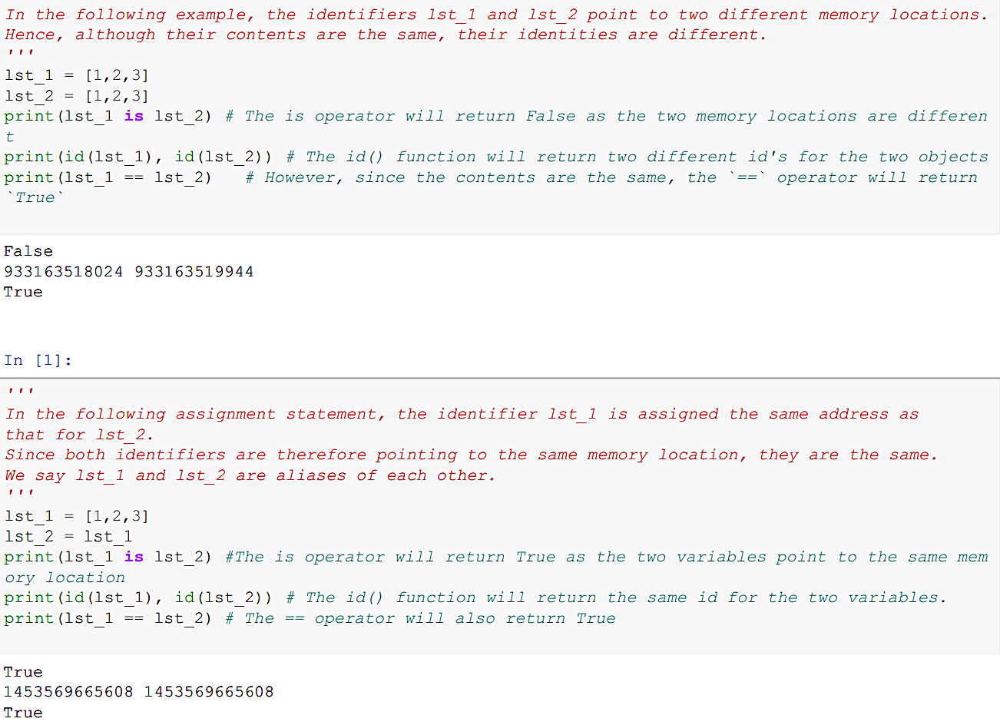 In the following example, the identifiers lst_1 and lst_2 point to two different memory locations.
Hence, although their contents are the same, their identities are different.
'''
lst_1 = [1,2,3]
lst_2 = [1,2,3]
print(lst_1 is lst_2) # The is operator will return False as the two memory locations are differen
t
print(id(lst_1), id(lst_2)) # The id() function will return two different id's for the two objects
print(lst_1 == lst_2)   # However, since the contents are the same, the `==` operator will return
`True`
False
933163518024 933163519944
True
In [1]:
'''
In the following assignment statement, the identifier lst_1 is assigned the same address as
that for lst_2.
Since both identifiers are therefore pointing to the same memory location, they are the same.
We say lst_1 and lst_2 are aliases of each other.
'''
lst_1 = [1,2,3]
lst_2 = lst_1
print(lst_1 is lst_2) #The is operator will return True as the two variables point to the same mem
ory location
print(id(lst_1), id(lst_2)) # The id() function will return the same id for the two variables.
print(lst_1 == lst_2) # The == operator will also return True
True
1453569665608 1453569665608
True